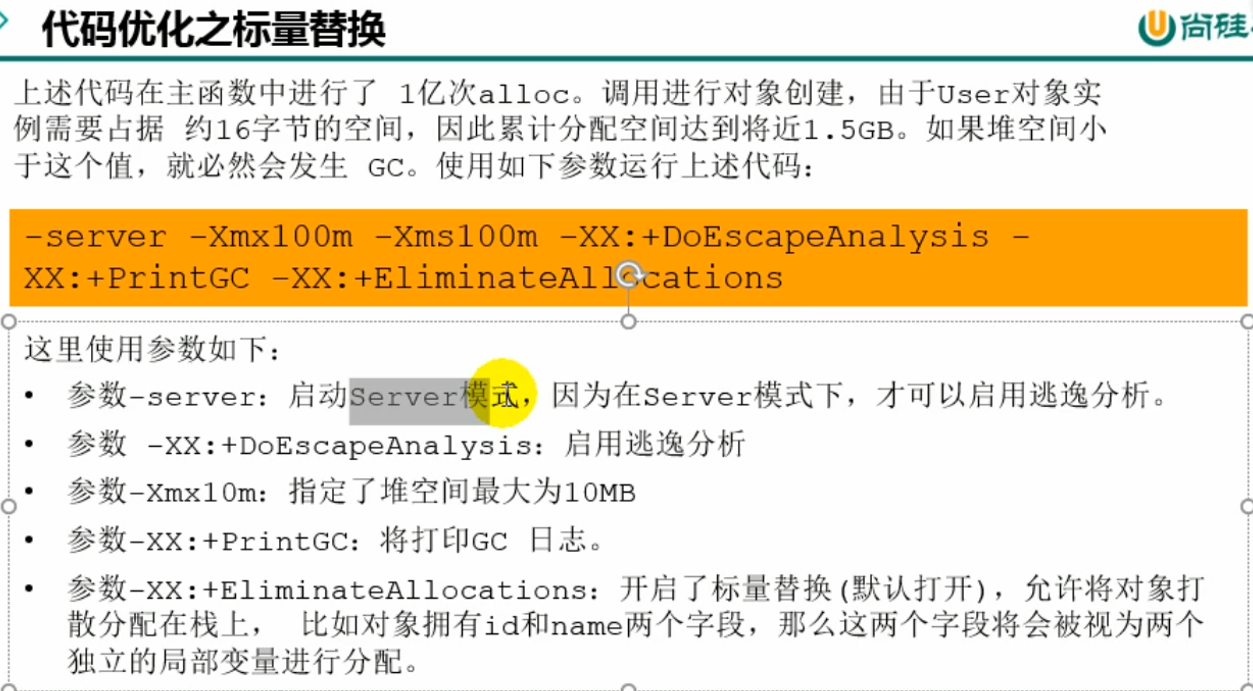 代码优化之标量替换
尚硅
上述代码在主函数中进行了 1亿次alloc。调用进行对象创建，由于User对象实
例需要占据 约16字节的空间，因此累计分配空间达到将近1.5GB。如果堆空间小
于这个值，就必然会发生 GC。使用如下参数运行上述代码：
-server -Xmx100m -Xms100m -XX:+DoEscapeAnalysis -
XX:+PrintGC -XX:+EliminateAllocations
这里使用参数如下：
• 参数-server：启动Server模式，因为在Server模式下，才可以启用逃逸分析。
• 参数 -XX:+DoEscapeAnalysis：启用逃逸分析
• 参数-Xmx10m：指定了堆空间最大为10MB
• 参数-XX:+PrintGC：将打印GC 日志。
• 参数-XX:+EliminateAllocations：开启了标量替换(默认打开)，允许将对象打
散分配在栈上， 比如对象拥有id和name两个字段，那么这两个字段将会被视为两个
独立的局部变量进行分配。